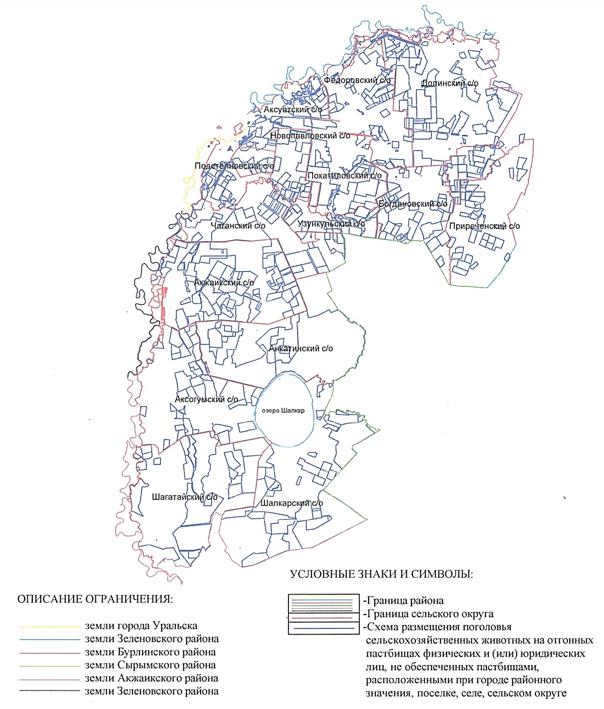 Федоровский с/о
Долинский с/о
Аксуатский с/о
Новопавловский с/о
Подстепновский с/о
Покатиловский с/о
Богдановский с/о
Чаганский с/о
Узункульский с/о
Приреченский с/о
Акжаикский с/о
Анкатинский с/о
Аксогумский с/о
озеро Шалкар
Шагатайский с/о
Шалкарский с/о
УСЛОВНЫЕ ЗНАКИ И СИМВОЛЫ:
-Граница района
-Граница сельского округа
-Схема размещения поголовья
сельскохозяйственных животных на отгонных
пастбищах физических и (или) юридических
лиц, не обеспеченных пастбищами,
расположенными при городе районного
значения, поселке, селе, сельском округе
ОПИСАНИЕ ОГРАНИЧЕНИЯ:
земли города Уральска
земли Зеленовского района
земли Бурлинского района
земли Сырымского района
земли Акжаикского района
земли Зеленовского района